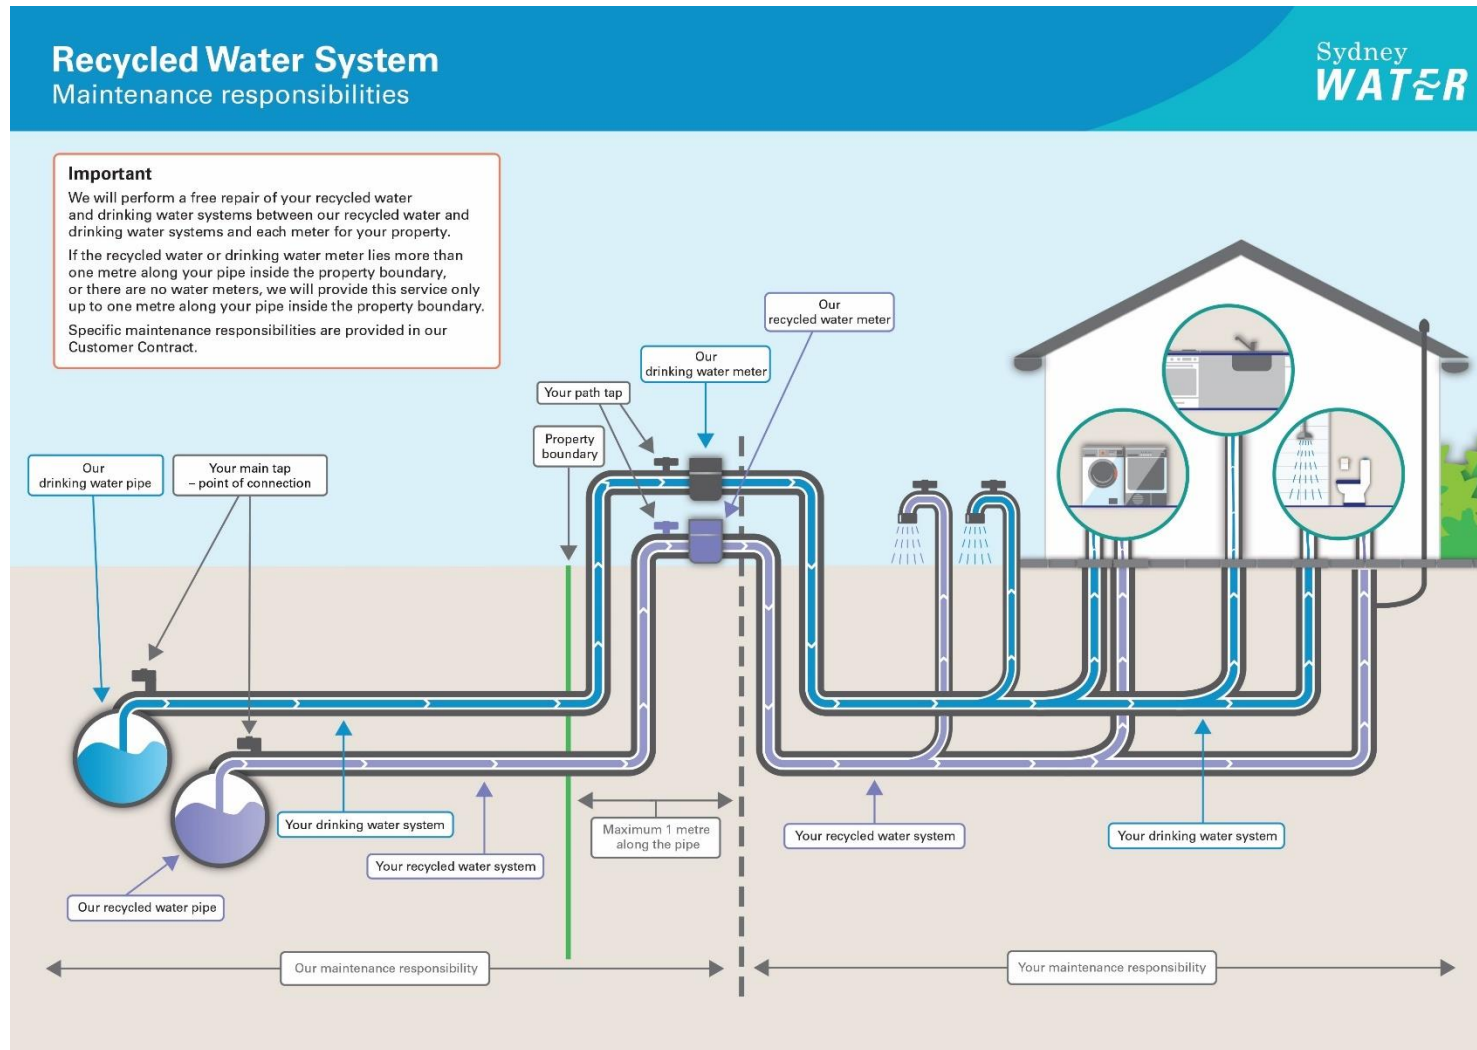 Recycled Water System
Maintenance responsibilities
Sydney
WATER
Important
We will perform a free repair of your recycled water
and drinking water systems between our recycled water and
drinking water systems and each meter for your property.
If the recycled water or drinking water meter lies more than
one metre along your pipe inside the property boundary,
or there are no water meters, we will provide this service only
up to one metre along your pipe inside the property boundary.
Specific maintenance responsibilities are provided in our
Customer Contract.
Our
recycled water meter
Our
drinking water meter
Your path tap
Property
boundary
Our
drinking water pipe
Your main tap
– point of connection
Your drinking water system
Your recycled water system
Our recycled water pipe
Maximum 1 metre
along the pipe
Your recycled water system
Your drinking water system
Our maintenance responsibility
Your maintenance responsibility